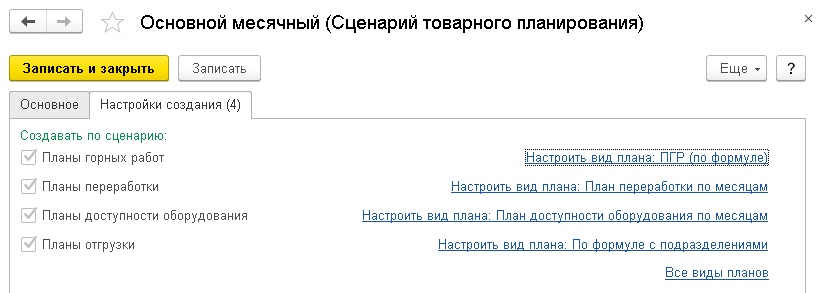 Основной месячный (Сценарий товарного планирования)
Записать и закрыть Записать Еще ?
Основное Настройки создания (4)
Создавать по сценарию:
Планы горных работ Настроить вид плана: ПГР (по формуле)
Планы переработки Настроить вид плана: План переработки по месяцам
Планы доступности оборудования Настроить вид плана: План доступности оборудования по месяцам
Планы отгрузки Настроить вид плана: По формуле с подразделениями
Все виды планов